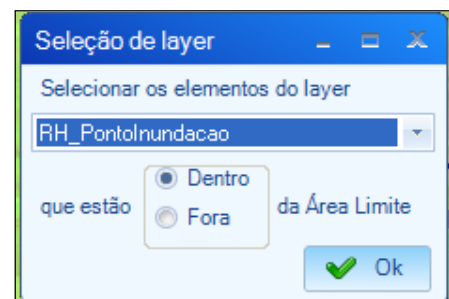 Seleção de layer
Selecionar os elementos do layer
RH_PontoInundacao
Dentro
que estão
da Área Limite
Fora
Ok